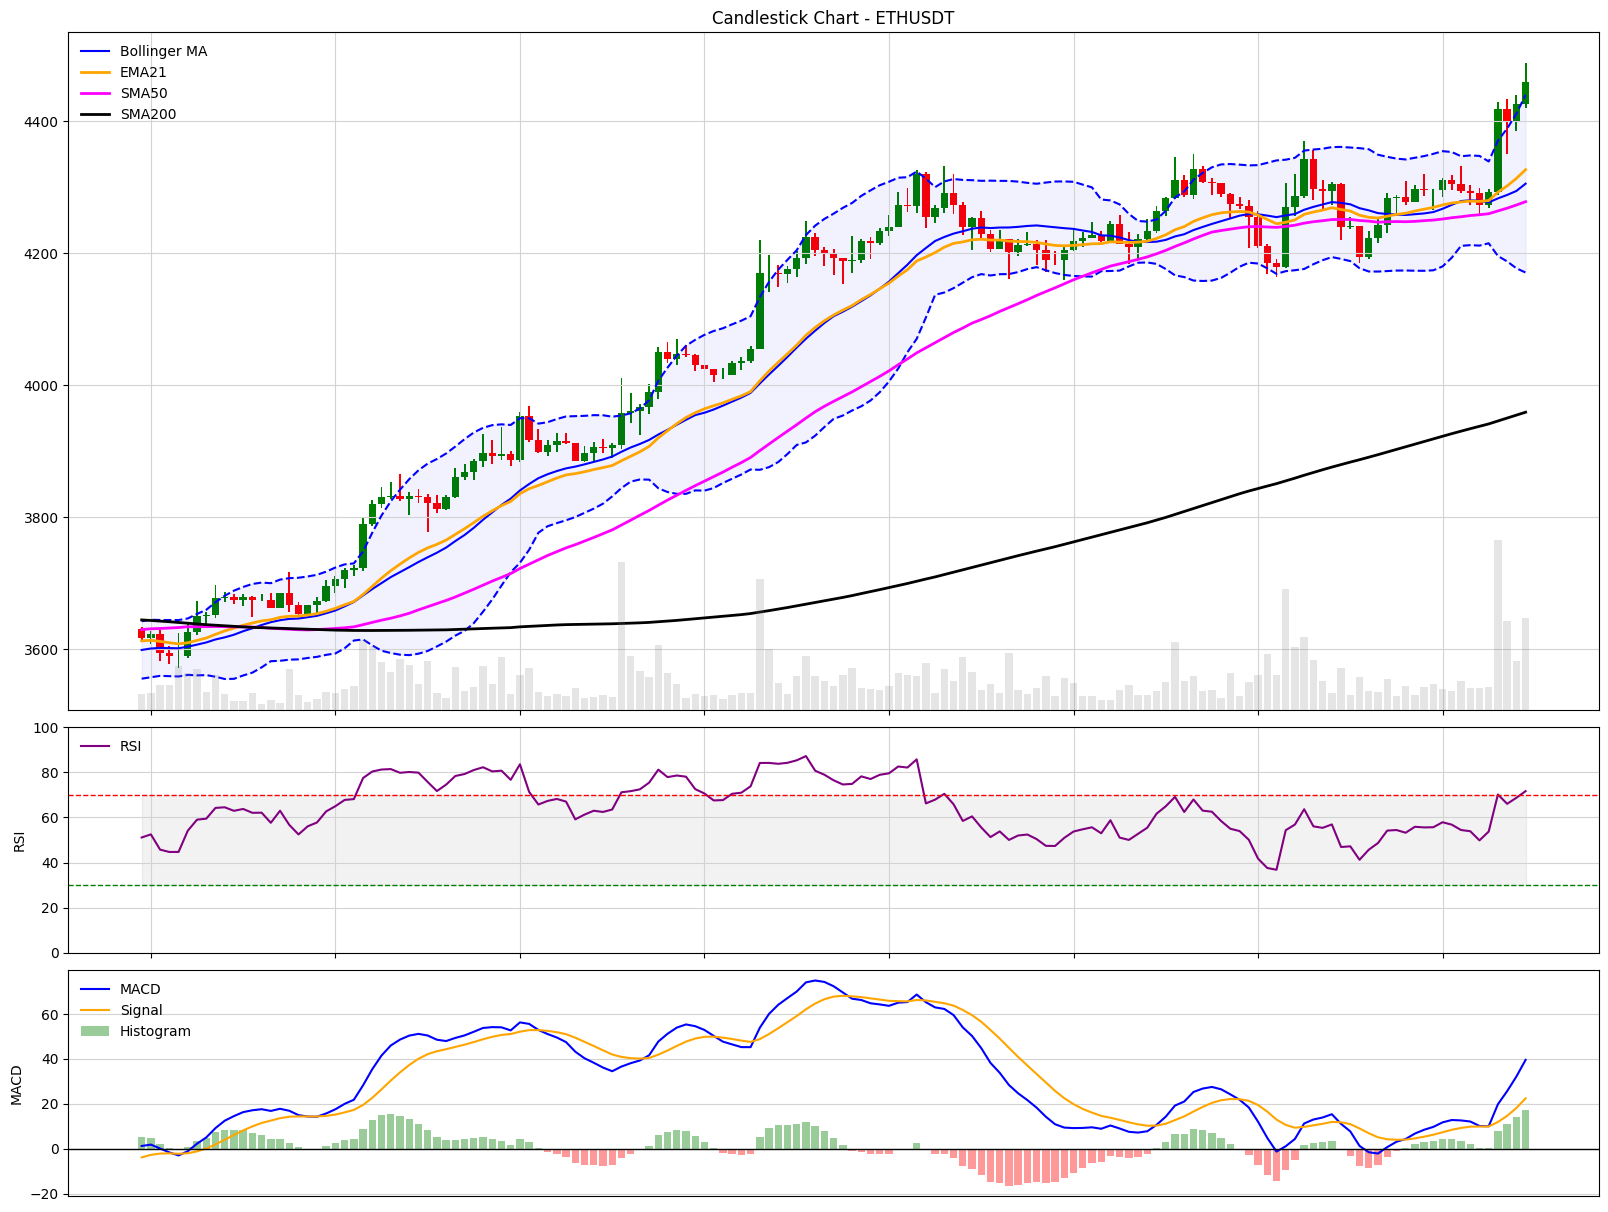 Candlestick Chart - ETHUSDT
Bollinger MA
EMA21
SMA50
SMA200
4400
4200
4000
3800
3600
RSI
100
80
60
40
20
0
RSI
MACD
Signal
Histogram
60
40
20
0
−20
MACD